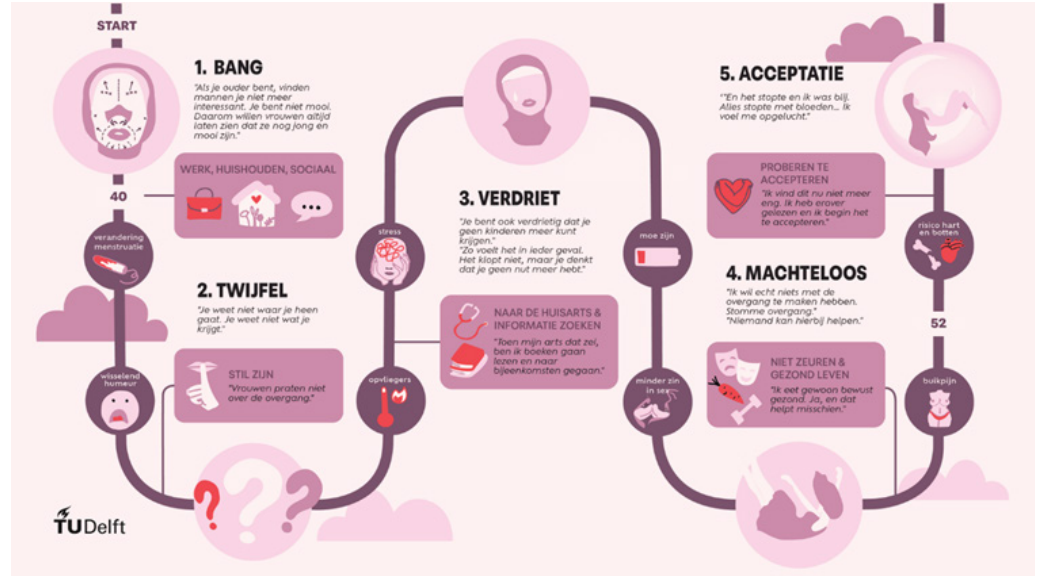 START
1. BANG
"Als je ouder bent, vinden
mannen je niet meer
interessant. Je bent niet mooi.
Daarom willen vrouwen altijd
laten zien dat ze nog jong en
mooi zijn."
WERK, HUISHOUDEN, SOCIAAL
40
verandering
menstruatie
2. TWIJFEL
"Je weet niet waar je heen
gaat. Je weet niet wat je
krijgt."
wisselend
humeur
STIL ZIJN
"Vrouwen praten niet
over de overgang."
stress
opvliegers
3. VERDRIET
"Je bent ook verdrietig dat je
geen kinderen meer kunt
krijgen."
"Zo voelt het in ieder geval.
Het klopt niet, maar je denkt
dat je geen nut meer hebt."
NAAR DE HUISARTS &
INFORMATIE ZOEKEN
"Toen mijn arts dat zei,
ben ik boeken gaan
lezen en naar
bijeenkomsten gegaan."
moe zijn
minder zin
in sex
4. MACHTELOOS
"Ik wil echt niets met de
overgang te maken hebben.
Stomme overgang."
"Niemand kan hierbij helpen."
NIET ZEUREN &
GEZOND LEVEN
"Ik eet gewoon bewust
gezond. Ja, en dat
helpt misschien."
buikpijn
52
risico hart
en botten
5. ACCEPTATIE
'"En het stopte en ik was blij.
Alles stopte met bloeden... Ik
voel me opgelucht."
PROBEREN TE
ACCEPTEREN
"Ik vind dit nu niet meer
eng. Ik heb erover
gelezen en ik begin het
te accepteren."
TUDelft